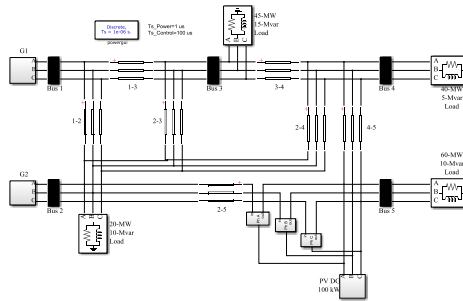 Discrete,
Ts = 1e-06 s.
powergui
Ts_Power=1 us
Ts_Control=100 us
45-MW
15-Mvar
Load
A
B
C
G1
A
B
C
Bus 1
1-3
Bus 3
3-4
Bus 4
A
B
C
40-MW
5-Mvar
Load
1-2
2-3
2-4
4-5
G2
A
B
C
Bus 2
2-5
Bus 5
A
B
C
60-MW
10-Mvar
Load
A B C
20-MW
10-Mvar
Load
A B C
PV DG
100 kW